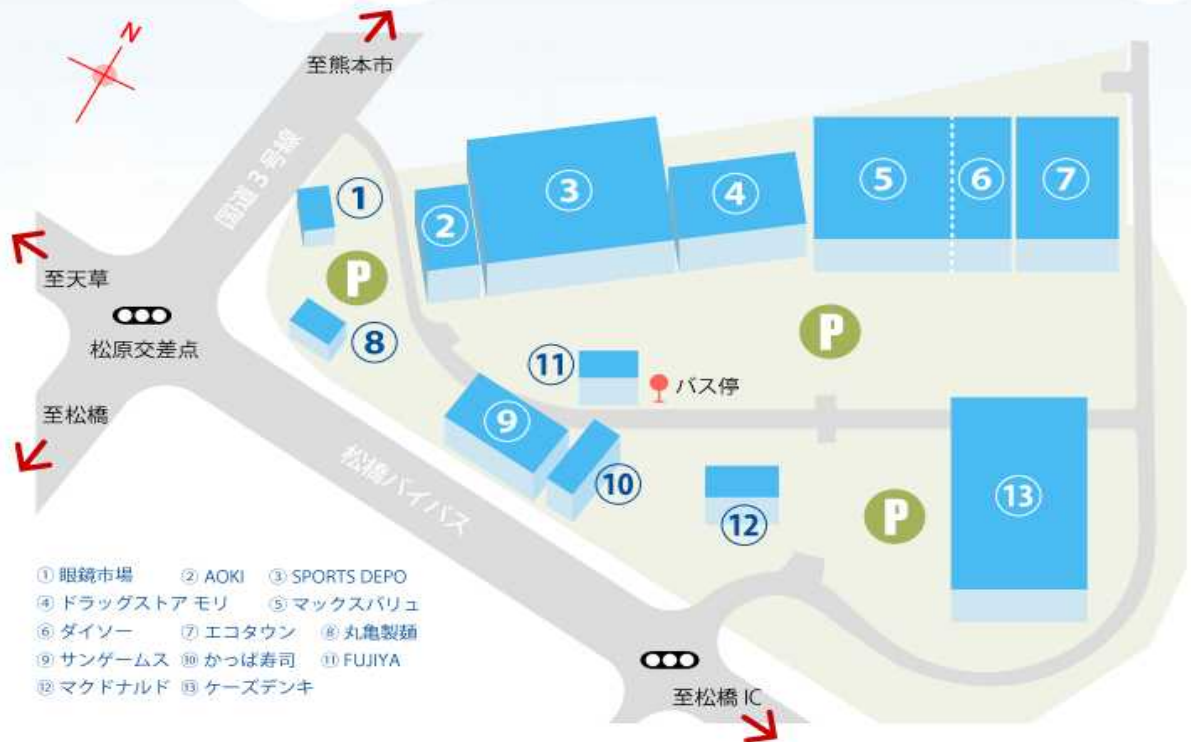 N
至熊本市
国道3号線
至天草
松原交差点
至松橋
松橋バイパス
至松橋 IC
バス停
①
②
③
④
⑤
⑥
⑦
⑧
⑨
⑩
⑪
⑫
⑬
P
P
P
① 眼鏡市場 ② AOKI ③ SPORTS DEPO
④ ドラッグストア モリ ⑤ マックスバリュ
⑥ ダイソー ⑦ エコタウン ⑧ 丸亀製麺
⑨ サンゲームス ⑩ かっぱ寿司 ⑪ FUJIYA
⑫ マクドナルド ⑬ ケーズデンキ